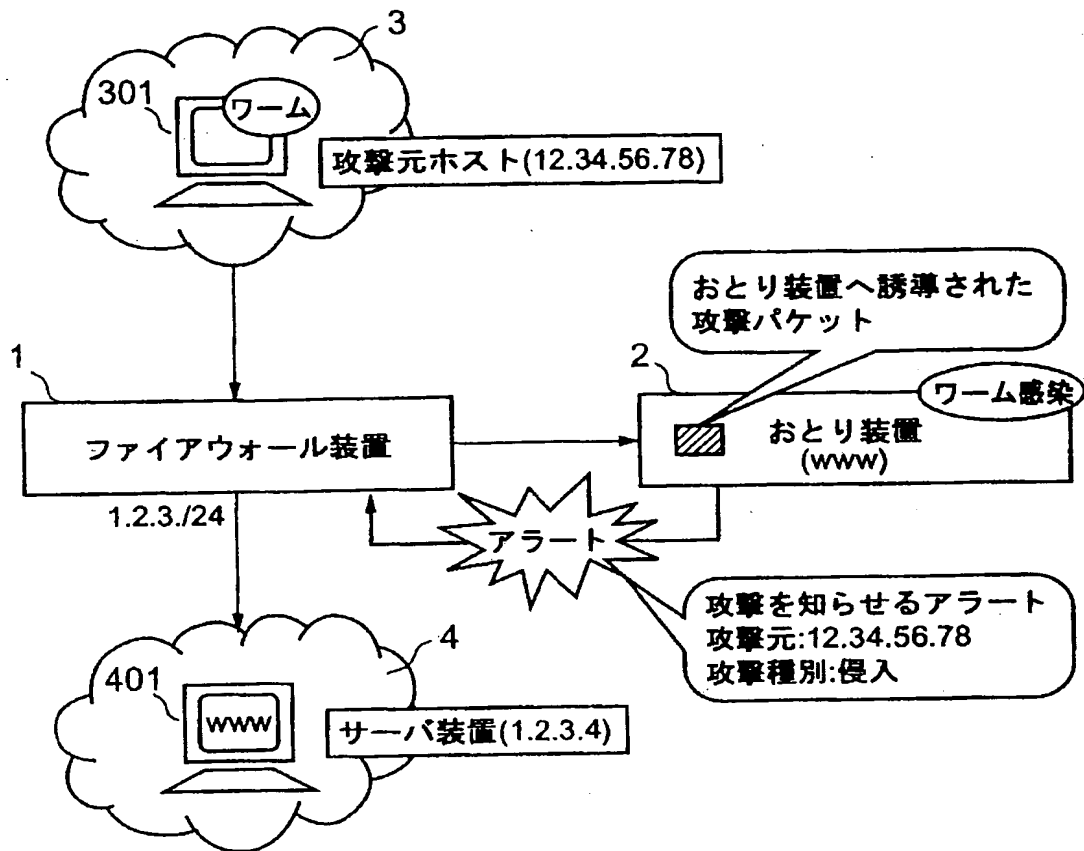 3
301
ワーム
攻撃元ホスト(12.34.56.78)
おとり装置へ誘導された
攻撃パケット
1
2
ワーム感染
ファイアウォール装置
おとり装置
(www)
1.2.3./24
アラート
攻撃を知らせるアラート
攻撃元:12.34.56.78
攻撃種別:侵入
4
401
www
サーバ装置(1.2.3.4)